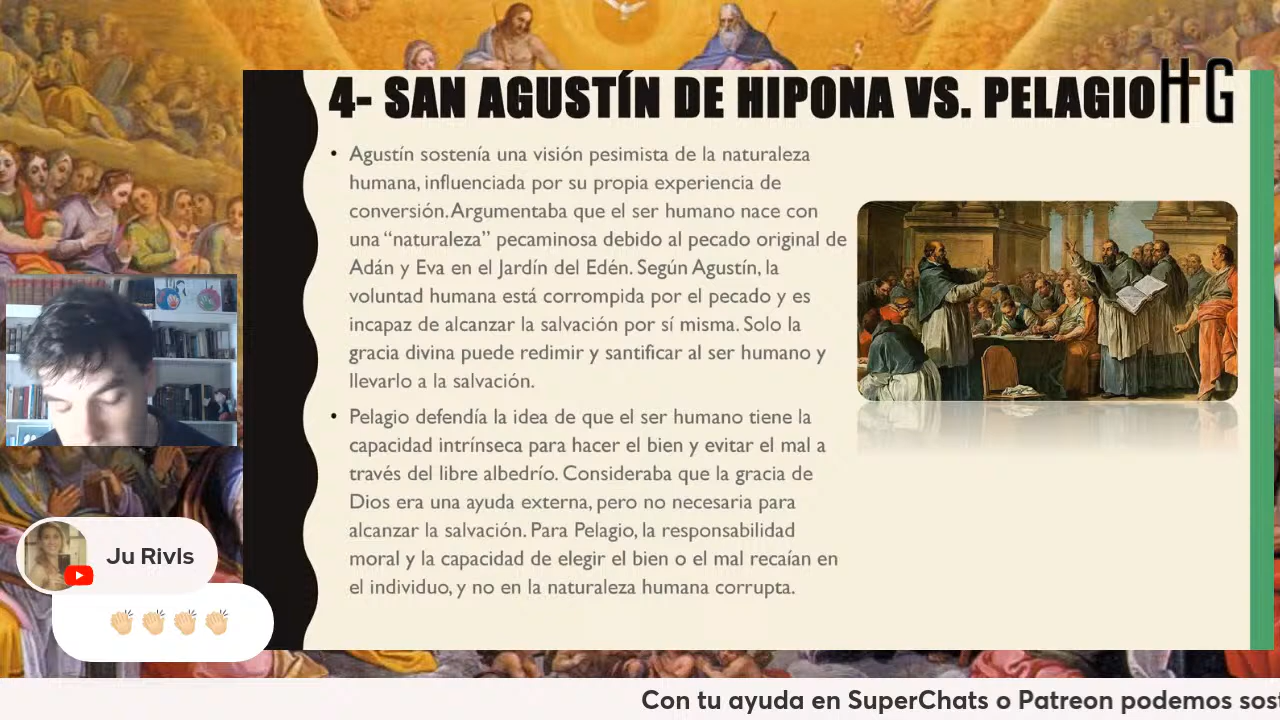 4- SAN AGUSTÍN DE HIPONA VS. PELAGIO
H G
• Agustín sostenía una visión pesimista de la naturaleza
humana, influenciada por su propia experiencia de
conversión. Argumentaba que el ser humano nace con
una “naturaleza” pecaminosa debido al pecado original de
Adán y Eva en el Jardín del Edén. Según Agustín, la
voluntad humana está corrompida por el pecado y es
incapaz de alcanzar la salvación por sí misma. Solo la
gracia divina puede redimir y santificar al ser humano y
llevarlo a la salvación.
• Pelagio defendía la idea de que el ser humano tiene la
capacidad intrínseca para hacer el bien y evitar el mal a
través del libre albedrío. Consideraba que la gracia de
Dios era una ayuda externa, pero no necesaria para
alcanzar la salvación. Para Pelagio, la responsabilidad
moral y la capacidad de elegir el bien o el mal recaían en
el individuo, y no en la naturaleza humana corrupta.
Ju Rivls
👏🏻 👏🏻 👏🏻 👏🏻
Con tu ayuda en SuperChats o Patreon podemos sost